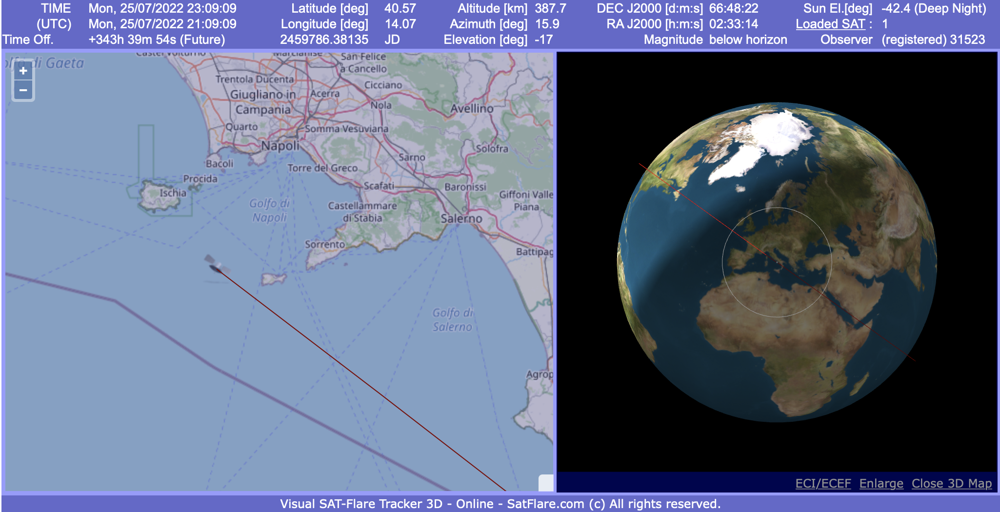 TIME Mon, 25/07/2022 23:09:09 Latitude [deg] 40.57 Altitude [km] 387.7 DEC J2000 [d:m:s] 66:48:22 Sun El.[deg] -42.4 (Deep Night)
(UTC) Mon, 25/07/2022 21:09:09 Longitude [deg] 14.07 Azimuth [deg] 15.9 RA J2000 [h:m:s] 02:33:14 Loaded SAT : 1
Time Off. +343h 39m 54s (Future) 2459786.38135 JD Elevation [deg] -17 Magnitude below horizon Observer (registered) 31523
Castel Volturno
Marcianise
San Felice
a Cancello
di Gaeta
+
−
Trentola Ducenta
Cicciano
Giugliano in
Campania
Acerra
Nola
Avellino
Quarto
Somma Vesuviana
Napoli
Solofra
Bacoli
Sarno
Torre del Greco
Procida
Ischia
Scafati
Baronissi
Giffoni Valle
Piana
Golfo di
Napoli
Castellammare
di Stabia
Salerno
Sorrento
Battipag
Golfo di
Salerno
Agrop
ECI/ECEF Enlarge Close 3D Map
Visual SAT-Flare Tracker 3D - Online - SatFlare.com (c) All rights reserved.